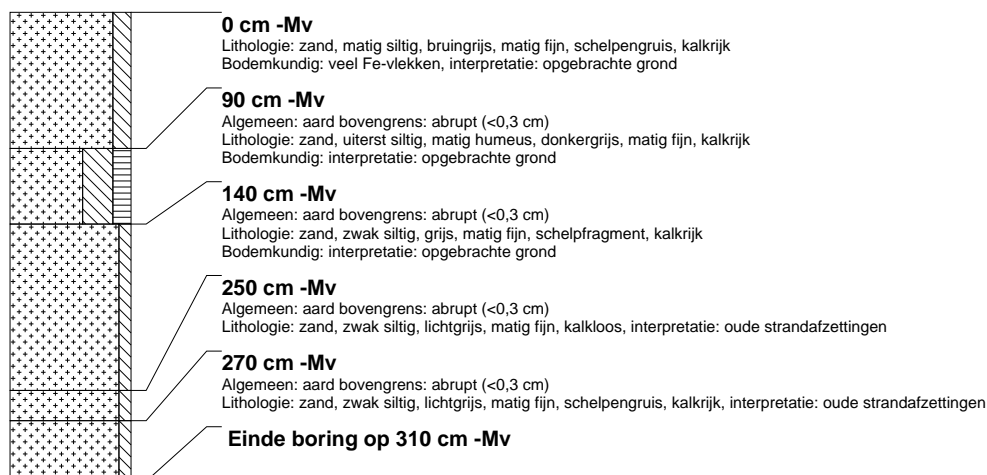 0 cm -Mv
Lithologie: zand, matig siltig, bruingrijs, matig fijn, schelpengruis, kalkrijk
Bodemkundig: veel Fe-vlekken, interpretatie: opgebrachte grond
90 cm -Mv
Algemeen: aard bovengrens: abrupt (<0,3 cm)
Lithologie: zand, uiterst siltig, matig humeus, donkergrijs, matig fijn, kalkrijk
Bodemkundig: interpretatie: opgebrachte grond
140 cm -Mv
Algemeen: aard bovengrens: abrupt (<0,3 cm)
Lithologie: zand, zwak siltig, grijs, matig fijn, schelpfragment, kalkrijk
Bodemkundig: interpretatie: opgebrachte grond
250 cm -Mv
Algemeen: aard bovengrens: abrupt (<0,3 cm)
Lithologie: zand, zwak siltig, lichtgrijs, matig fijn, kalkloos, interpretatie: oude strandafzettingen
270 cm -Mv
Algemeen: aard bovengrens: abrupt (<0,3 cm)
Lithologie: zand, zwak siltig, lichtgrijs, matig fijn, schelpengruis, kalkrijk, interpretatie: oude strandafzettingen
Einde boring op 310 cm -Mv